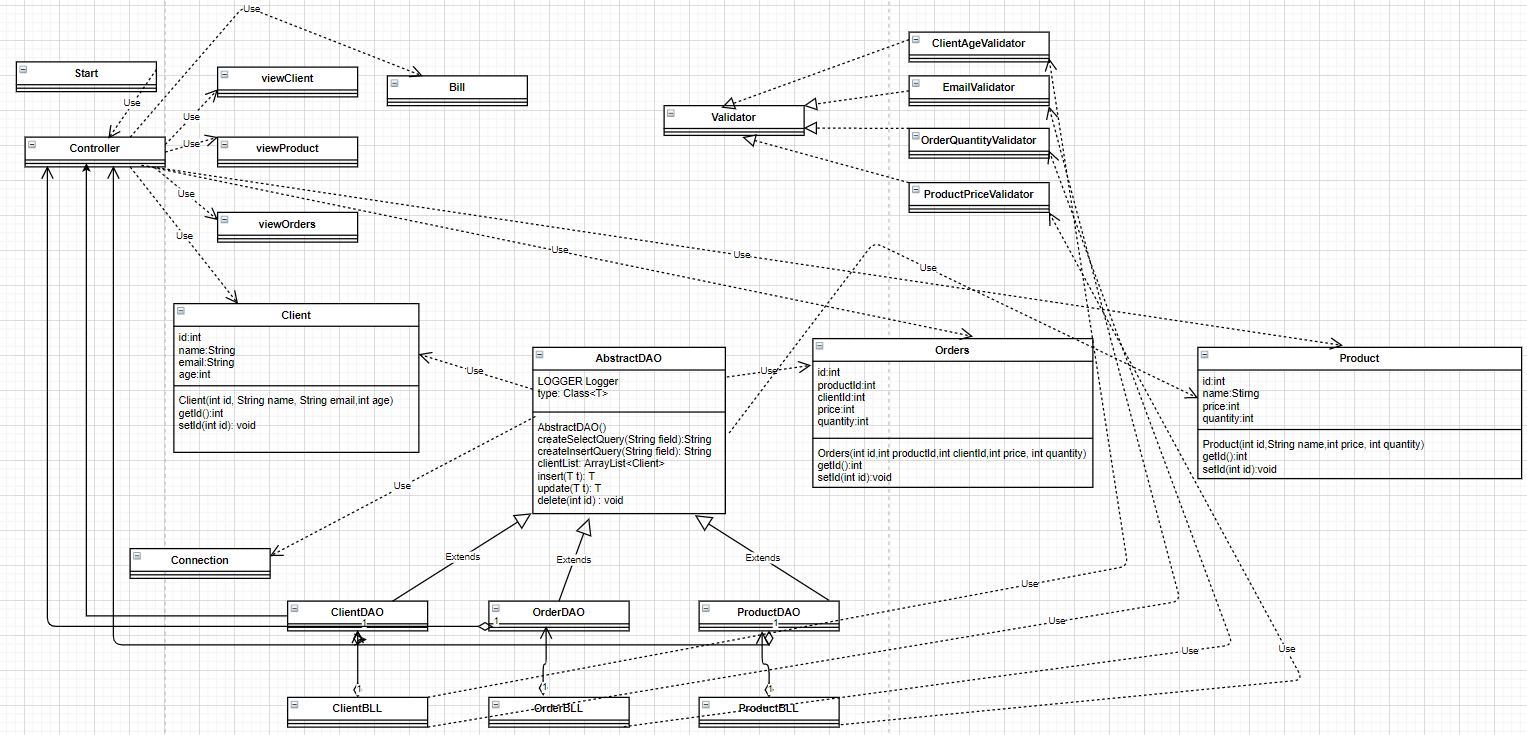 Use
ClientAgeValidator
Start
viewClient
Bill
EmailValidator
Use
Use
Validator
Controller
Use
viewProduct
OrderQuantityValidator
Use
ProductPriceValidator
viewOrders
Use
Use
Use
Use
Client
id:int
name:String
email:String
age:int
Client(int id, String name, String email,int age)
getId():int
setId(int id): void
Use
AbstractDAO
LOGGER Logger
type: Class<T>
AbstractDAO()
createSelectQuery(String field):String
createInsertQuery(String field): String
clientList: ArrayList<Client>
insert(T t): T
update(T t): T
delete(int id) : void
Use
Orders
id:int
productId:int
clientId:int
price:int
quantity:int
Orders(int id,int productId,int clientId,int price, int quantity)
getId():int
setId(int id):void
Product
id:int
name:Stirng
price:int
quantity:int
Product(int id,String name,int price, int quantity)
getId():int
setId(int id):void
Use
Connection
Extends
Extends
Extends
Use
ClientDAO
1
OrderDAO
1
ProductDAO
1
Use
Use
Use
1
1
1
ClientBLL
OrderBLL
ProductBLL